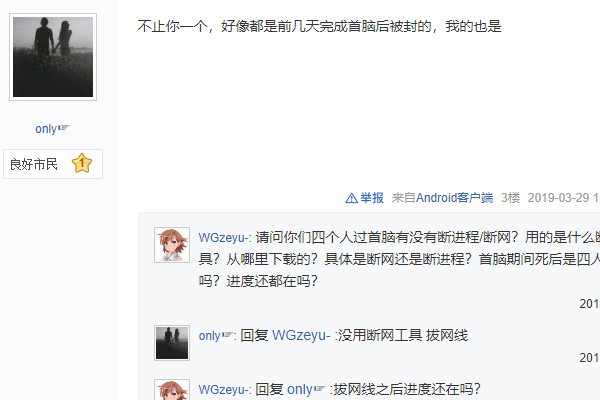 不止你一个，好像都是前几天完成首脑后被封的，我的也是
only☞
良好市民 1
举报 来自Android客户端 3楼 2019-03-29 1
WGzeyu-: 请问你们四个人过首脑有没有断进程/断网？用的是什么
具？从哪里下载的？具体是断网还是断进程？首脑期间死后是四人
吗？进度还都在吗？
201
only☞: 回复 WGzeyu- :没用断网工具 拔网线
201
WGzeyu-: 回复 only☞ :拔网线之后进度还在吗?